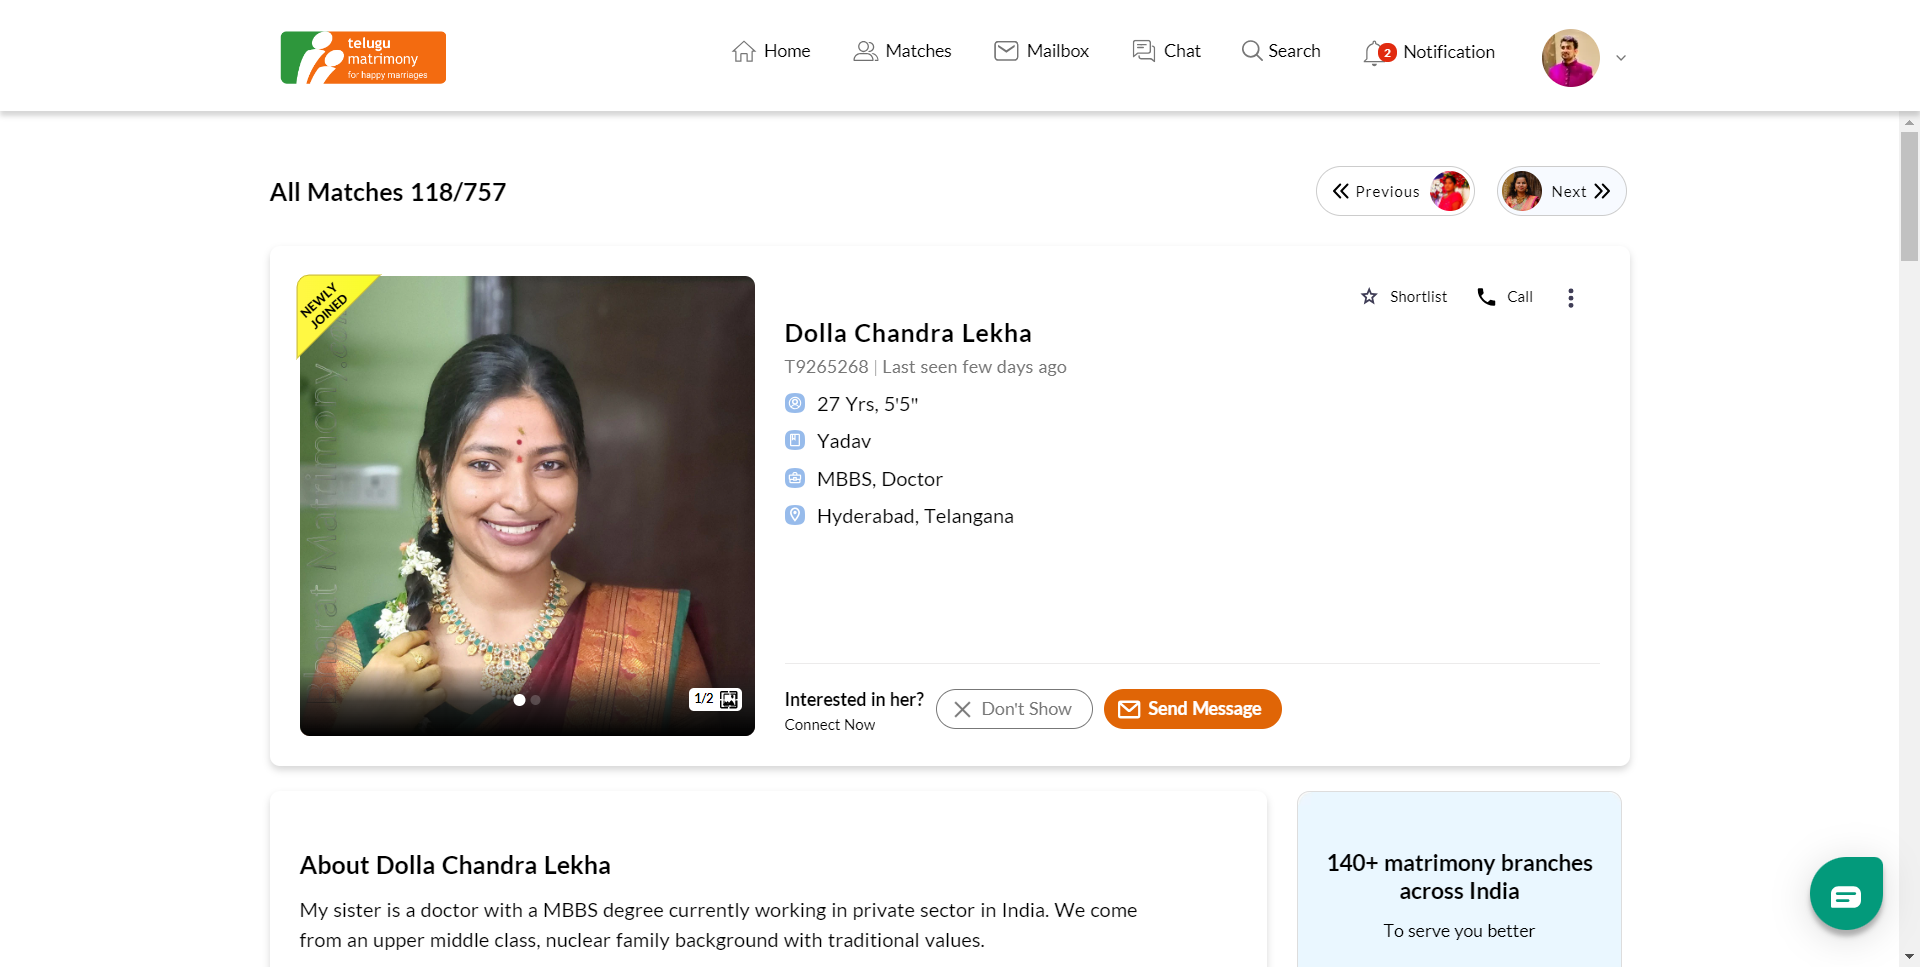 telugu
matrimony
for happy marriages
Home
Matches
Mailbox
Chat
Search
2
Notification
All Matches 118/757
Previous
Next
NEWLY
JOINED
Shortlist
Call
Dolla Chandra Lekha
T9265268 | Last seen few days ago
27 Yrs, 5'5"
Yadav
MBBS, Doctor
Hyderabad, Telangana
1/2
Interested in her?
Connect Now
Don't Show
Send Message
About Dolla Chandra Lekha
My sister is a doctor with a MBBS degree currently working in private sector in India. We come
from an upper middle class, nuclear family background with traditional values.
140+ matrimony branches
across India
To serve you better